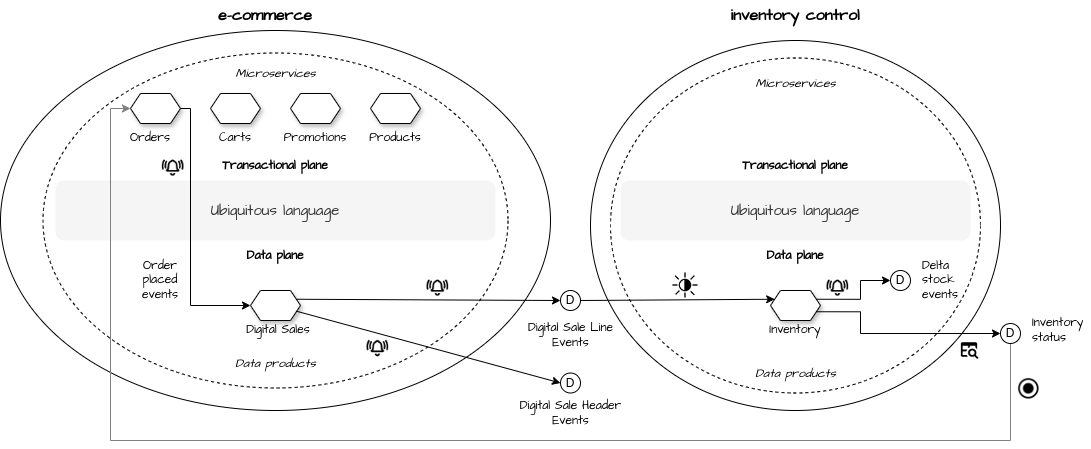 e-commerce
inventory control
Microservices
Microservices
Orders
Carts
Promotions
Products
Transactional plane
Transactional plane
Ubiquitous language
Ubiquitous language
Data plane
Data plane
Order
placed
events
Delta
stock
events
D
D
D
Digital Sales
Digital Sale Line
Events
Inventory
Inventory
status
Data products
Data products
D
Digital Sale Header
Events